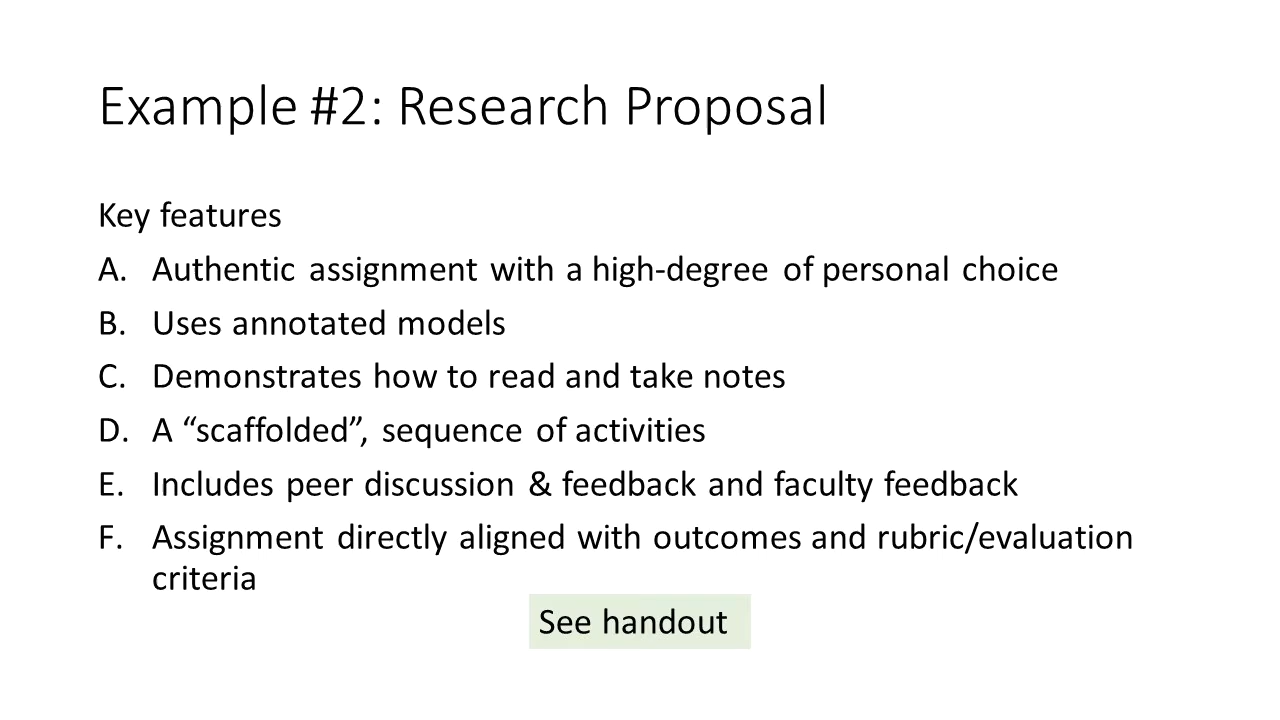 Example #2: Research Proposal
Key features
A. Authentic assignment with a high-degree of personal choice
B. Uses annotated models
C. Demonstrates how to read and take notes
D. A “scaffolded”, sequence of activities
E. Includes peer discussion & feedback and faculty feedback
F. Assignment directly aligned with outcomes and rubric/evaluation
criteria
See handout